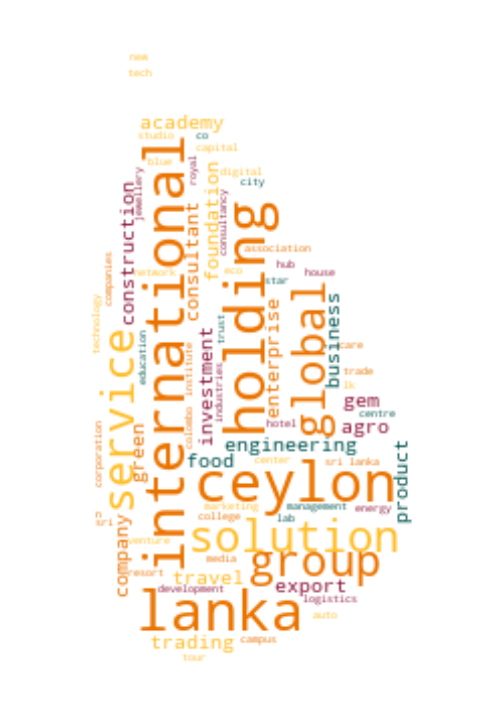 new
tech
academy
studio
co
capital
blue
royal
digital
city
jewellery
international
foundation
construction
consultancy
consultant
holding
association
hub
house
companies
network
eco
star
global
technology
trust
enterprise
business
care
education
service
institute
investment
industries
trade
lk
gem
centre
colombo
hotel
agro
corporation
green
engineering
food
center
sri lanka
product
ceylon
marketing
management
energy
sri
college
lab
company
venture
solution
group
media
resort
travel
development
export
logistics
lanka
auto
trading
campus
tour